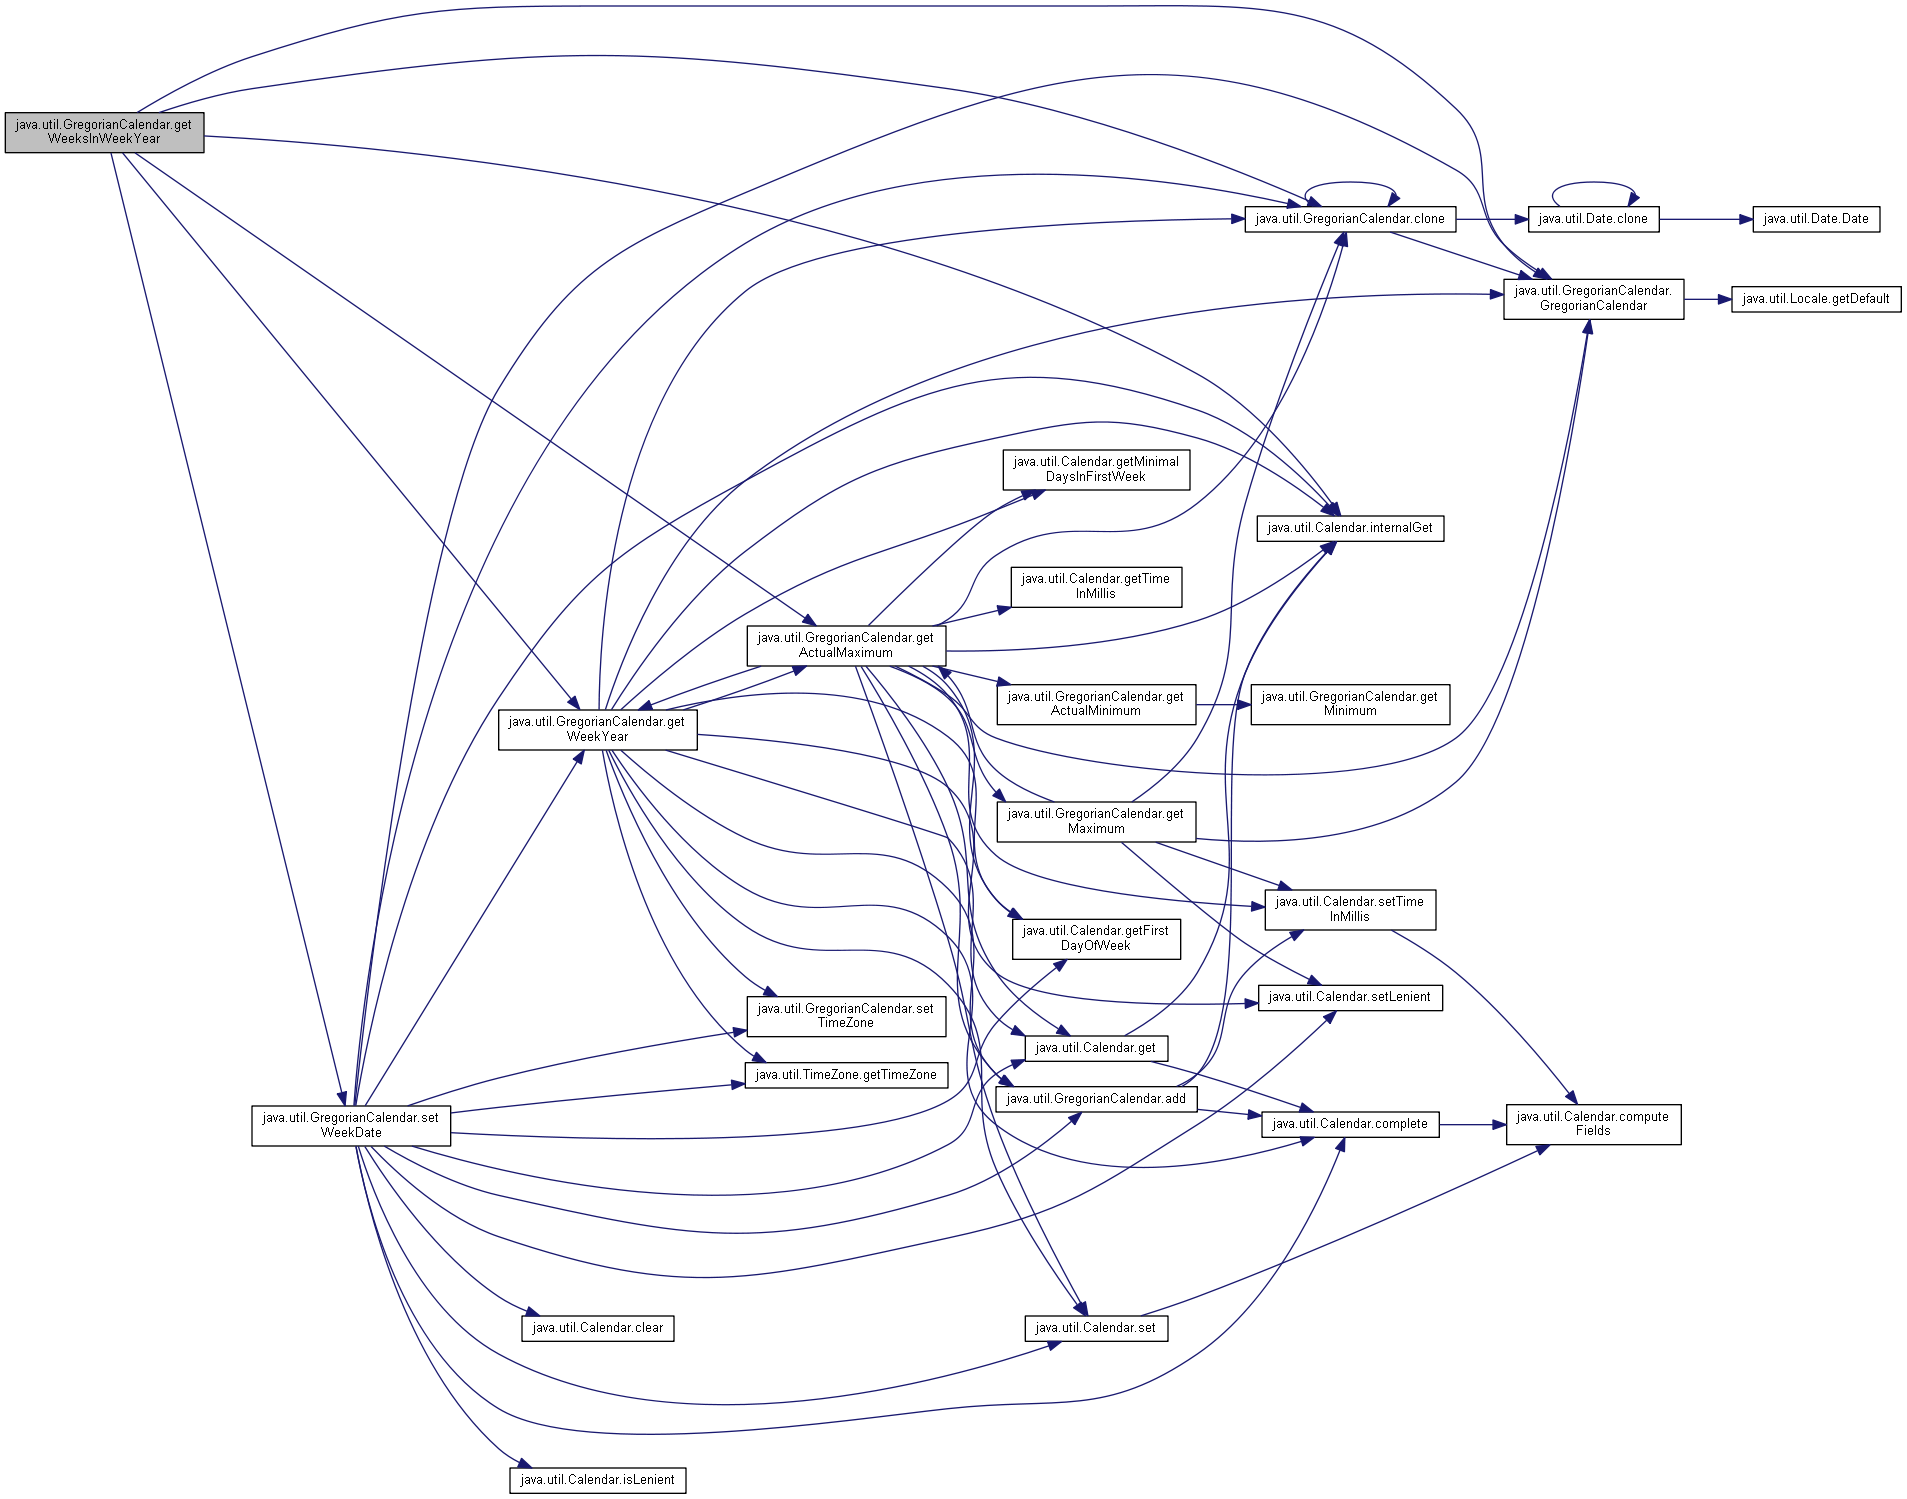 java.util.GregorianCalendar.get
WeeksInWeekYear
java.util.GregorianCalendar.clone
java.util.Date.clone
java.util.Date.Date
java.util.GregorianCalendar.
GregorianCalendar
java.util.Locale.getDefault
java.util.Calendar.getMinimal
DaysInFirstWeek
java.util.Calendar.internalGet
java.util.Calendar.getTime
InMillis
java.util.GregorianCalendar.get
ActualMaximum
java.util.GregorianCalendar.get
ActualMinimum
java.util.GregorianCalendar.get
Minimum
java.util.GregorianCalendar.get
WeekYear
java.util.GregorianCalendar.get
Maximum
java.util.Calendar.setTime
InMillis
java.util.Calendar.getFirst
DayOfWeek
java.util.Calendar.setLenient
java.util.GregorianCalendar.set
TimeZone
java.util.Calendar.get
java.util.TimeZone.getTimeZone
java.util.GregorianCalendar.add
java.util.GregorianCalendar.set
WeekDate
java.util.Calendar.complete
java.util.Calendar.compute
Fields
java.util.Calendar.clear
java.util.Calendar.set
java.util.Calendar.isLenient